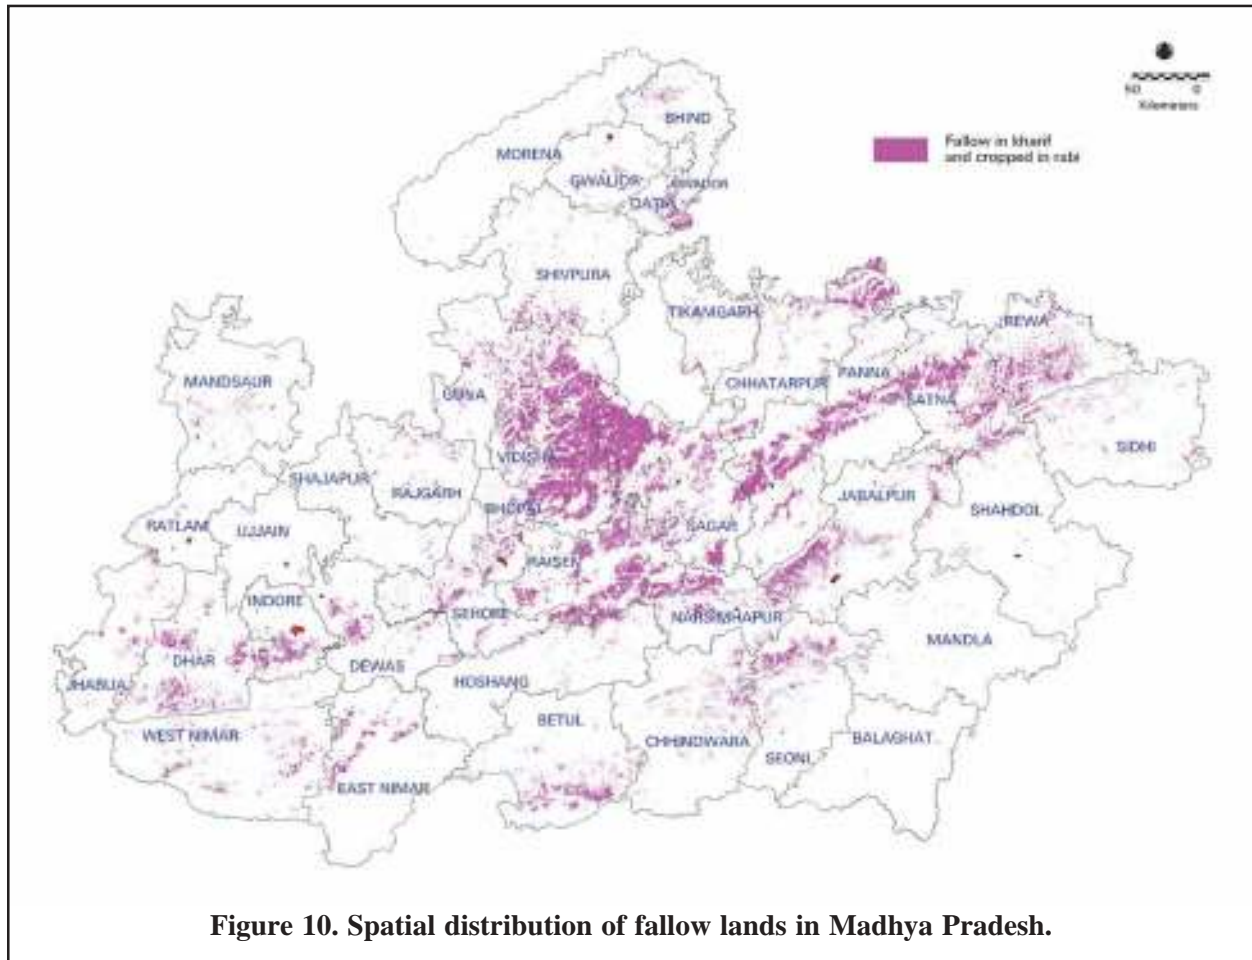 50 0
Kilometers
BHIND
Fallow in kharif
and cropped in rabi
MORENA
GWALIOR
DATIA
SHIVPURA
TIKAMGARH
REWA
MANDSAUR
CHHATARPUR
PANNA
GUNA
SATNA
SIDHI
VIDISHA
SHAJAPUR
RAJGARH
JABALPUR
BHOPAL
SHAHDOL
RATLAM
UJJAIN
SAGAR
RAISEN
INDORE
SEHORE
NARSIMHAPUR
MANDLA
DHAR
DEWAS
JHABUA
HOSHANG
BETUL
WEST NIMAR
CHHINDWARA
BALAGHAT
SEONI
EAST NIMAR
Figure 10. Spatial distribution of fallow lands in Madhya Pradesh.